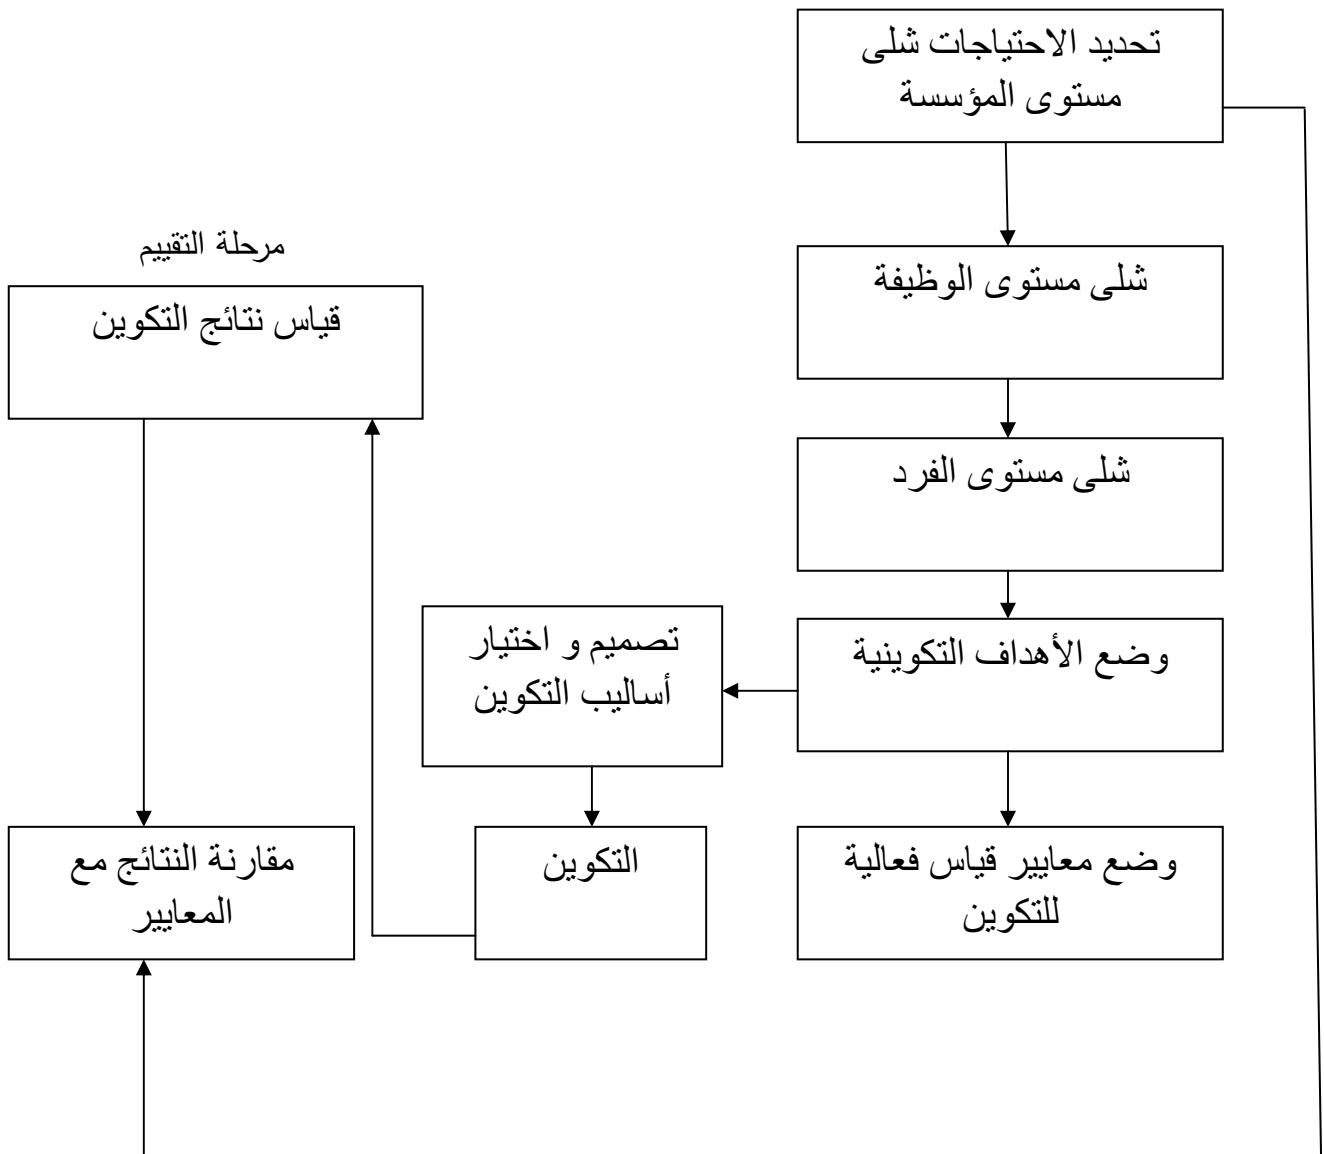 تحديد الاحتياجات شلى
مستوى المؤسسة
شلى مستوى الوظيفة
شلى مستوى الفرد
وضع الأهداف التكوينية
وضع معايير قياس فعالية
للتكوين
تصميم و اختيار
أساليب التكوين
التكوين
مرحلة التقييم
قياس نتائج التكوين
مقارنة النتائج مع
المعايير